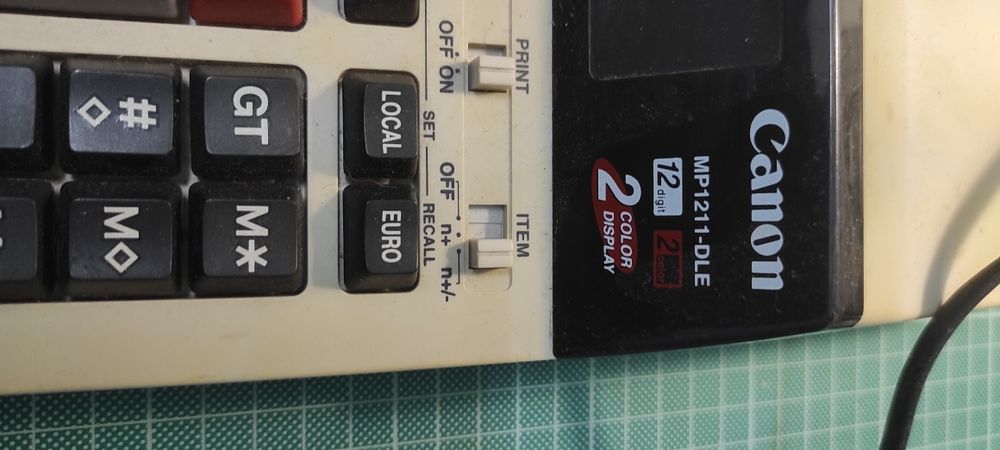 Canon
MP1211-DLE
12 digit 2 color
2 COLOR DISPLAY
PRINT ITEM
OFF ON OFF n+ n+/-
SET RECALL
LOCAL EURO
GT M*
#
◇
M◇